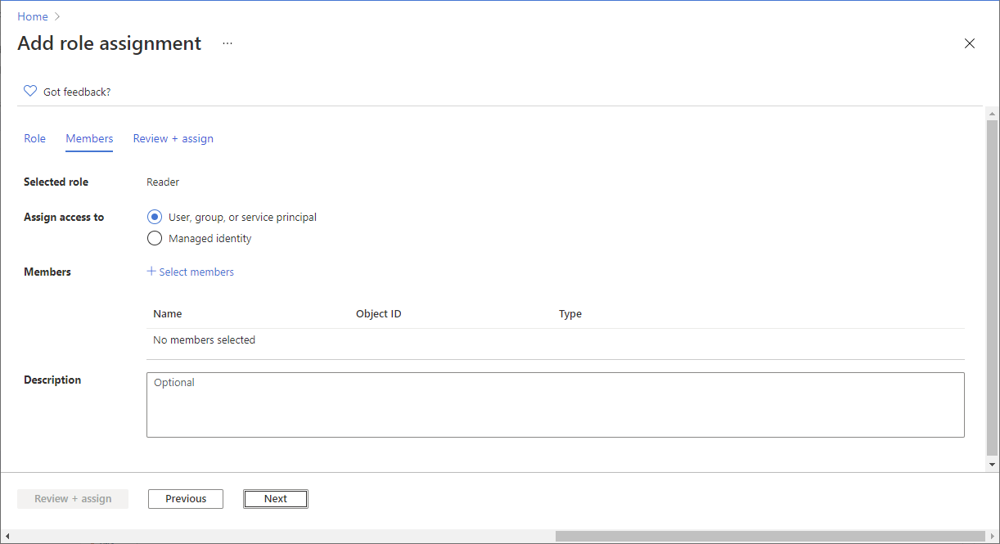 Home
Add role assignment ...
Got feedback?
Role Members Review + assign
Selected role Reader
Assign access to User, group, or service principal
Managed identity
Members + Select members
Name Object ID Type
No members selected
Description Optional
Review + assign Previous Next